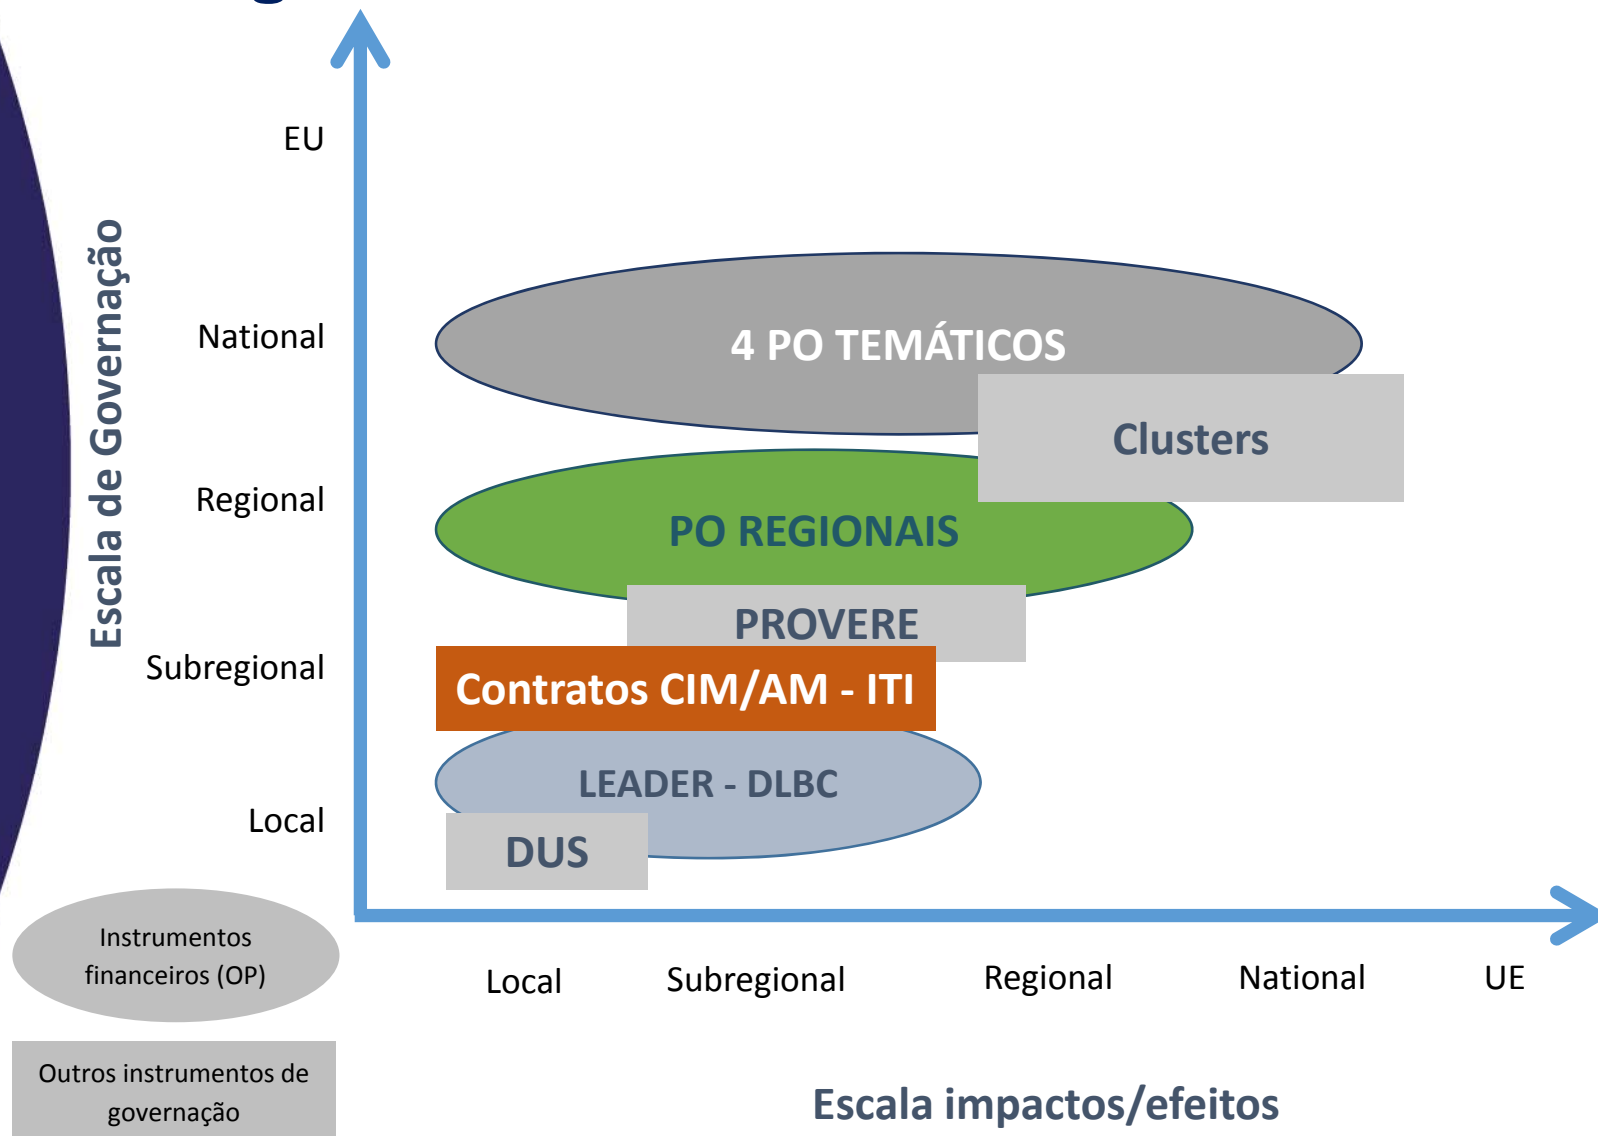 EU
National
Regional
Subregional
Local
Escala de Governação
4 PO TEMÁTICOS
Clusters
PO REGIONAIS
PROVERE
Contratos CIM/AM - ITI
LEADER - DLBC
DUS
Local
Subregional
Regional
National
UE
Escala impactos/efeitos
Instrumentos
financeiros (OP)
Outros instrumentos de
governação